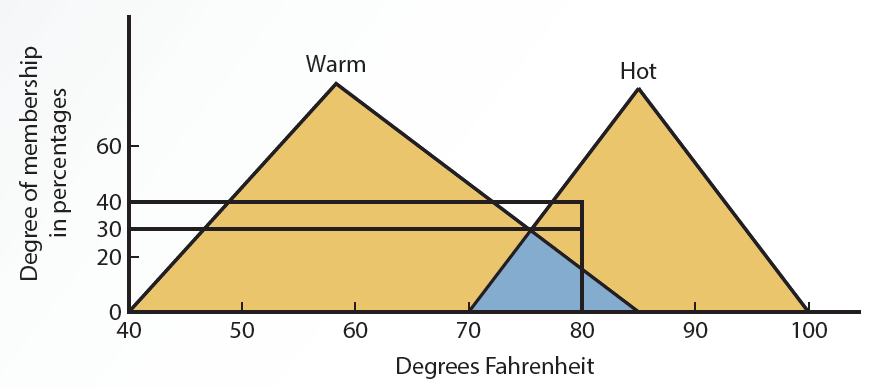 Warm
Hot
Degree of membership
in percentages
60
40
30
20
0
40 50 60 70 80 90 100
Degrees Fahrenheit